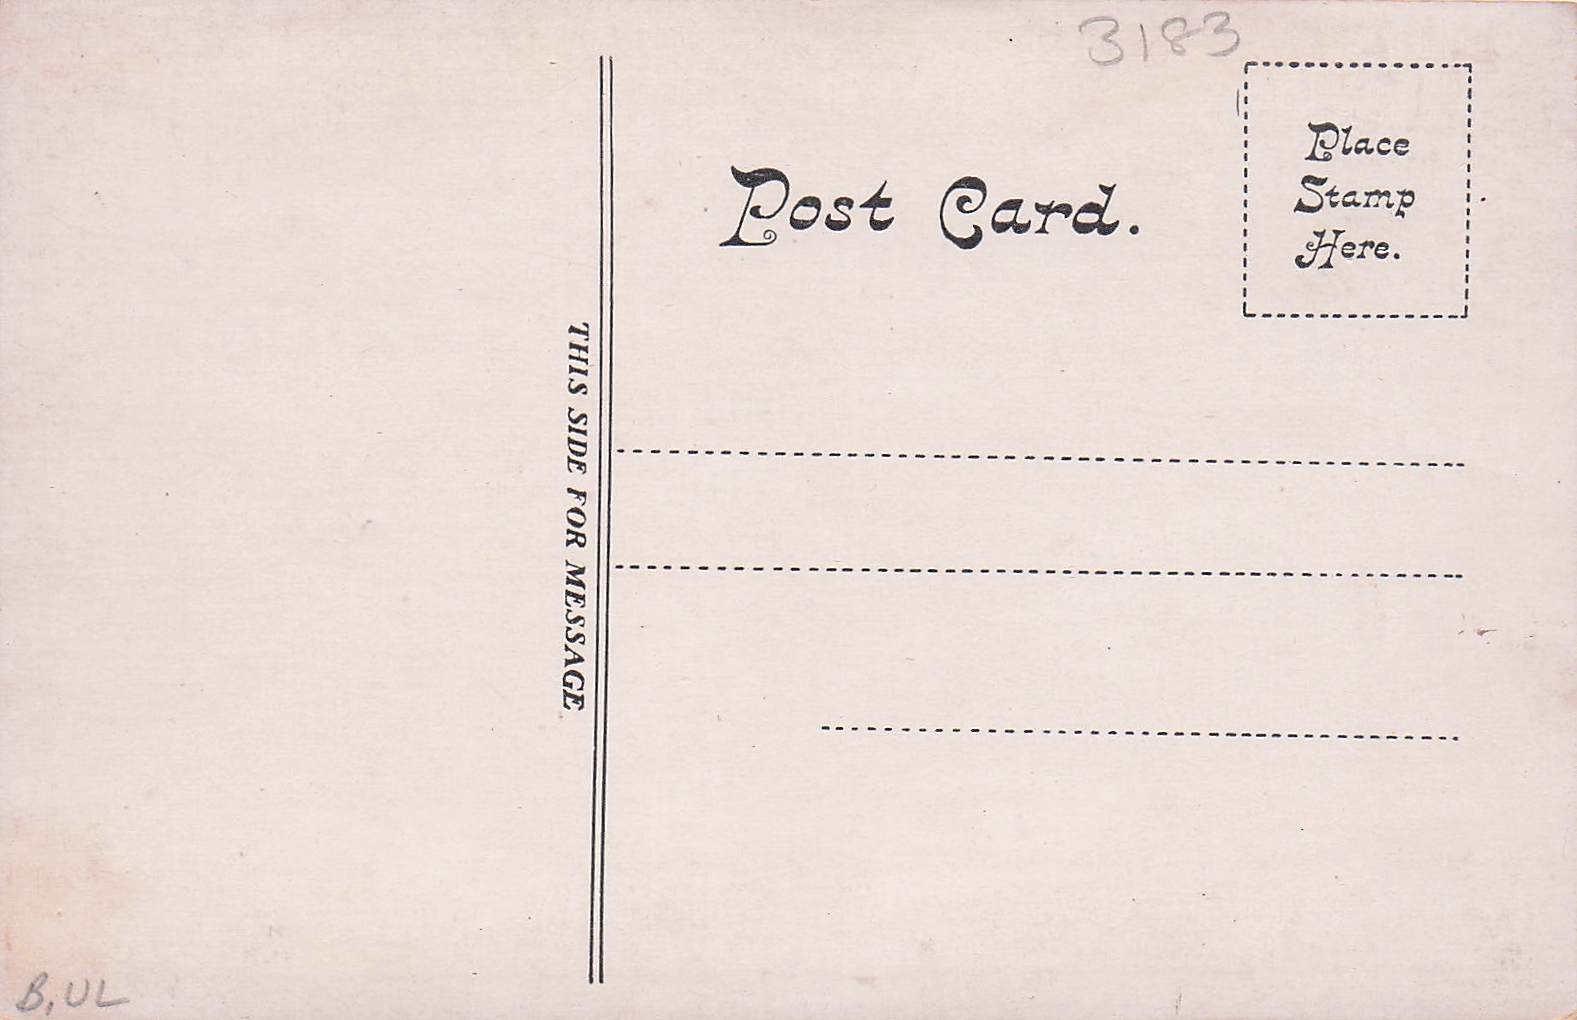 3183
Post Card.
Place
Stamp
Here.
THIS SIDE FOR MESSAGE
B, UL